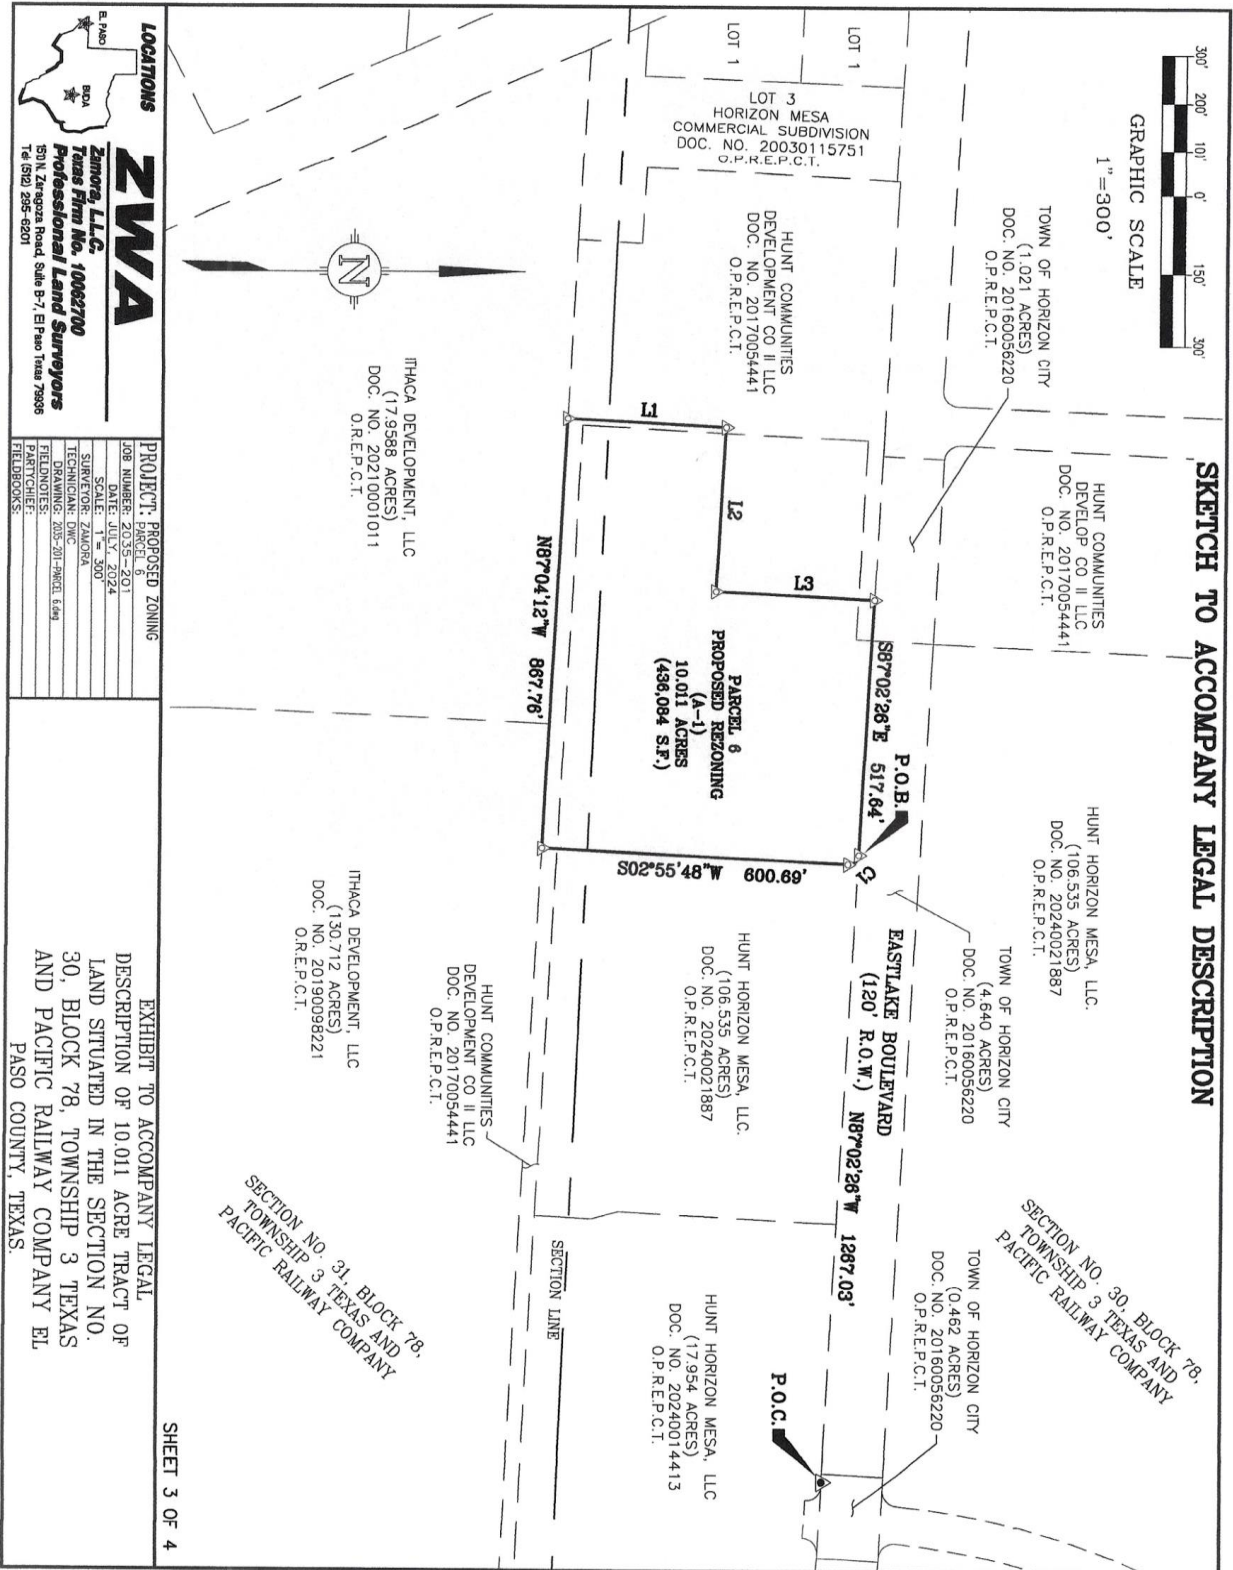 SKETCH TO ACCOMPANY LEGAL DESCRIPTION
300' 200' 101' 0' 150' 300'
GRAPHIC SCALE
1"=300'
TOWN OF HORIZON CITY
(1.021 ACRES)
DOC. NO. 20160056220
O.P.R.E.P.C.T.
HUNT COMMUNITIES
DEVELOP CO II LLC
DOC. NO. 20170054441
O.P.R.E.P.C.T.
HUNT HORIZON MESA, LLC.
(106.535 ACRES)
DOC. NO. 20240021887
O.P.R.E.P.C.T.
SECTION NO. 30, BLOCK 78,
TOWNSHIP 3 TEXAS AND
PACIFIC RAILWAY COMPANY
TOWN OF HORIZON CITY
(4.640 ACRES)
DOC. NO. 20160056220
O.P.R.E.P.C.T.
TOWN OF HORIZON CITY
(0.462 ACRES)
DOC. NO. 20160056220
O.P.R.E.P.C.T.
LOT 1
LOT 1
LOT 3
HORIZON MESA
COMMERCIAL SUBDIVISION
DOC. NO. 20030115751
O.P.R.E.P.C.T.
HUNT COMMUNITIES
DEVELOPMENT CO II LLC
DOC. NO. 20170054441
O.P.R.E.P.C.T.
S87°02'26"E 517.64'
P.O.B.
C1
EASTLAKE BOULEVARD
(120' R.O.W.)
N87°02'26"W 1267.03'
P.O.C.
L1
L2
L3
PARCEL 6
PROPOSED REZONING
(A-1)
10.011 ACRES
(436,084 S.F.)
S02°55'48"W 600.69'
HUNT HORIZON MESA, LLC.
(106.535 ACRES)
DOC. NO. 20240021887
O.P.R.E.P.C.T.
HUNT HORIZON MESA, LLC
(17.954 ACRES)
DOC. NO. 20240014413
O.P.R.E.P.C.T.
N87°04'12"W 867.76'
SECTION LINE
N
ITHACA DEVELOPMENT, LLC
(17.9588 ACRES)
DOC. NO. 20210001011
O.R.E.P.C.T.
HUNT COMMUNITIES
DEVELOPMENT CO II LLC
DOC. NO. 20170054441
O.P.R.E.P.C.T.
ITHACA DEVELOPMENT, LLC
(130.712 ACRES)
DOC. NO. 20190098221
O.R.E.P.C.T.
SECTION NO. 31, BLOCK 78,
TOWNSHIP 3 TEXAS AND
PACIFIC RAILWAY COMPANY
SHEET 3 OF 4
LOCATIONS
EL PASO
BUDA
ZWA
Zamora, L.L.C.
Texas Firm No. 10062700
Professional Land Surveyors
150 N. Zaragoza Road, Suite B-7, El Paso Texas 79936
Tel (512) 295-6201
PROJECT: PROPOSED ZONING
PARCEL 6
JOB NUMBER: 2035-201
DATE: JULY, 2024
SCALE: 1"= 300'
SURVEYOR: ZAMORA
TECHNICIAN: DWC
DRAWING: 2035-201-PARCEL 6.dwg
FIELDNOTES:
PARTYCHIEF:
FIELDBOOKS:
EXHIBIT TO ACCOMPANY LEGAL
DESCRIPTION OF 10.011 ACRE TRACT OF
LAND SITUATED IN THE SECTION NO.
30, BLOCK 78, TOWNSHIP 3 TEXAS
AND PACIFIC RAILWAY COMPANY EL
PASO COUNTY, TEXAS.